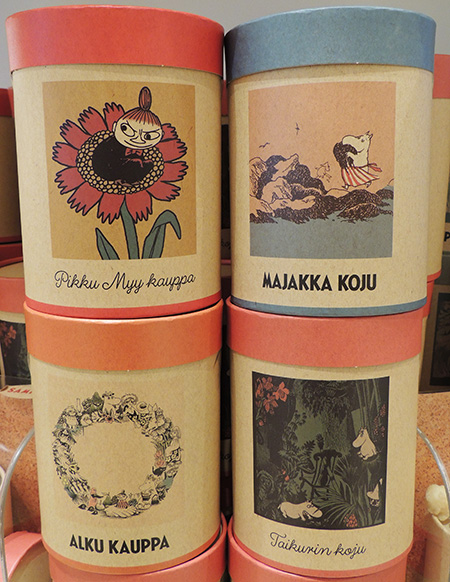 Pikku Myy kauppa
MAJAKKA KOJU
ALKU KAUPPA
Taikurin koju